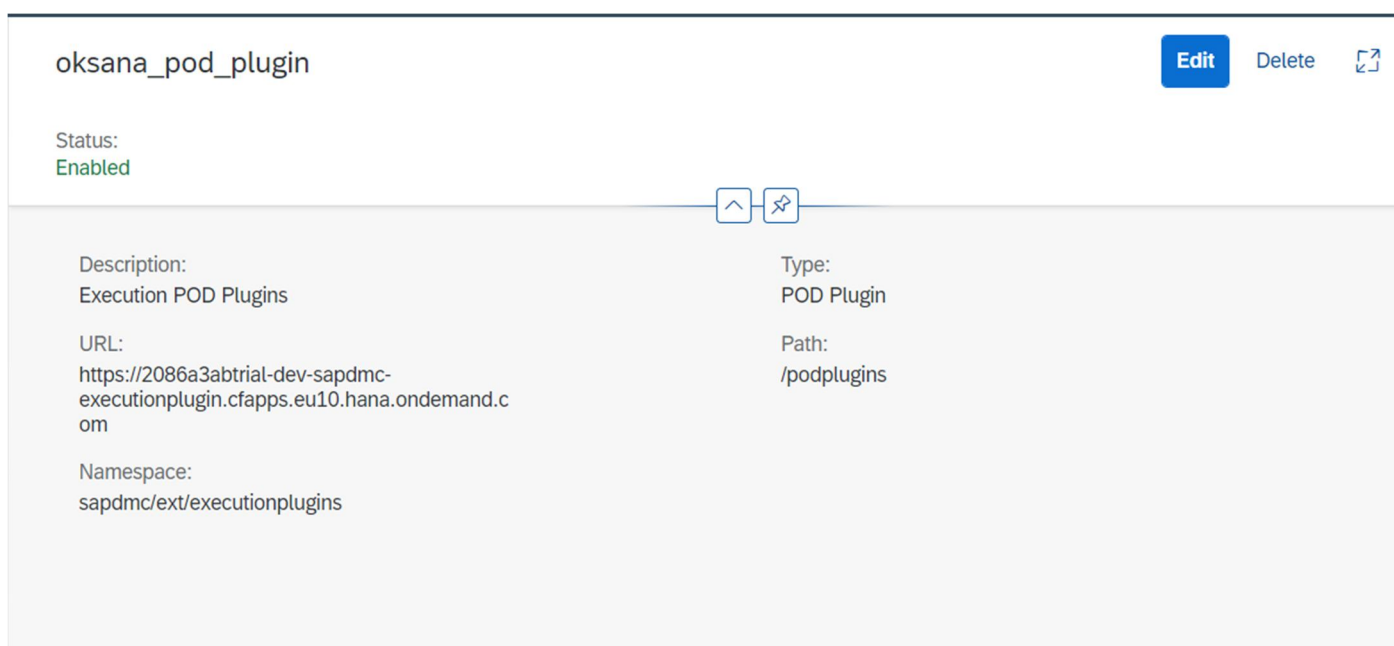 oksana_pod_plugin
Edit
Delete
Status:
Enabled
Description:
Execution POD Plugins
Type:
POD Plugin
URL:
https://2086a3abtrial-dev-sapdmc-
executionplugin.cfapps.eu10.hana.ondemand.c
om
Path:
/podplugins
Namespace:
sapdmc/ext/executionplugins